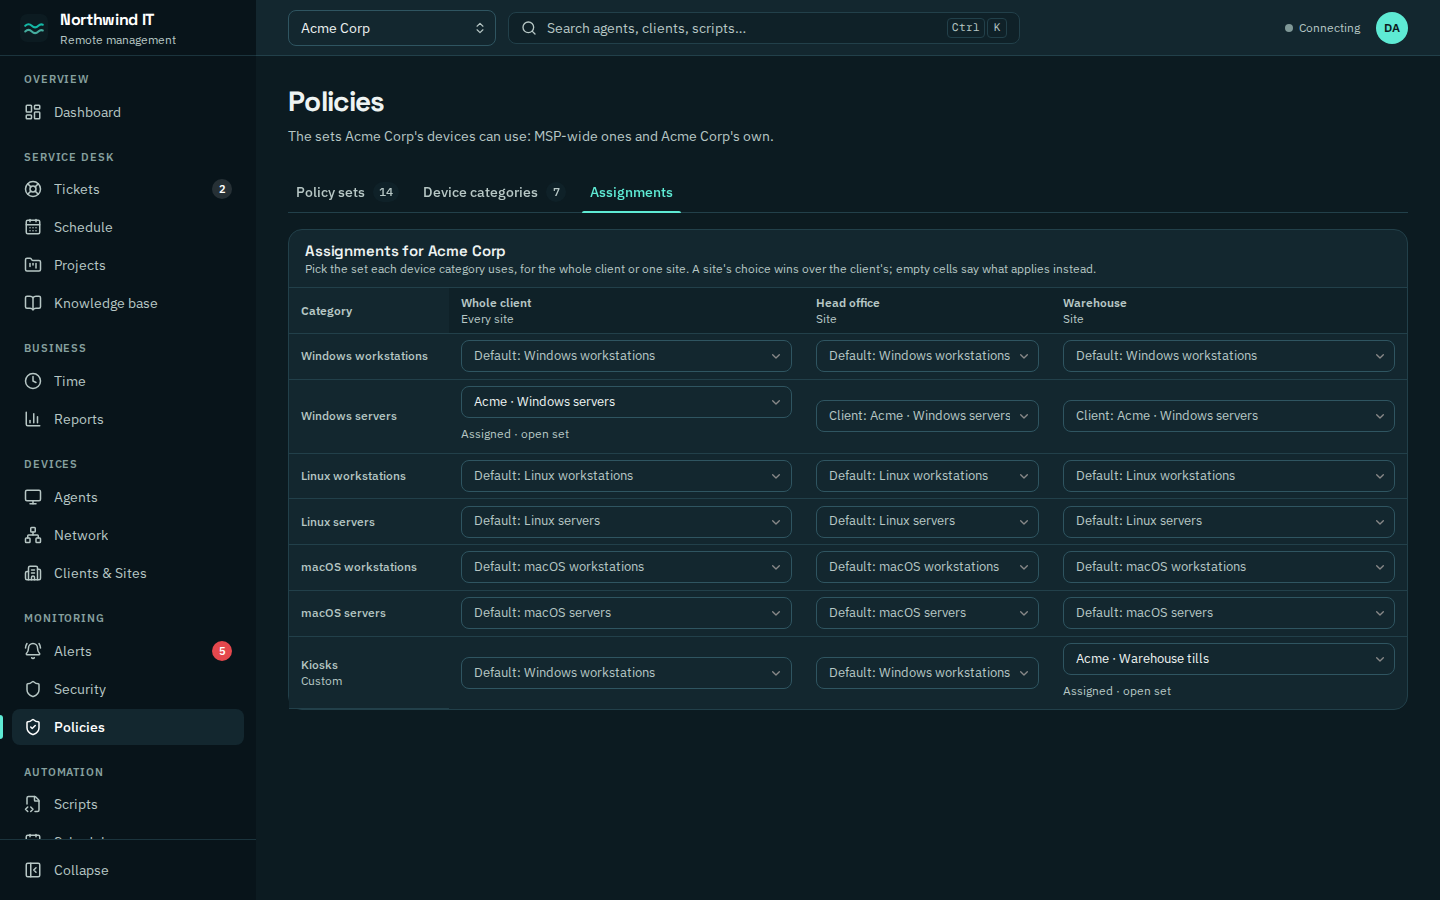 Northwind IT
Remote management
Acme Corp
Search agents, clients, scripts...
Ctrl K
Connecting
DA
OVERVIEW
Dashboard
SERVICE DESK
Tickets 2
Schedule
Projects
Knowledge base
BUSINESS
Time
Reports
DEVICES
Agents
Network
Clients & Sites
MONITORING
Alerts 5
Security
Policies
AUTOMATION
Scripts
Collapse
Policies
The sets Acme Corp's devices can use: MSP-wide ones and Acme Corp's own.
Policy sets 14 Device categories 7 Assignments
Assignments for Acme Corp
Pick the set each device category uses, for the whole client or one site. A site's choice wins over the client's; empty cells say what applies instead.
Category
Whole client
Every site
Head office
Site
Warehouse
Site
Windows workstations Default: Windows workstations Default: Windows workstations Default: Windows workstations
Windows servers
Acme · Windows servers
Assigned · open set
Client: Acme · Windows servers Client: Acme · Windows servers
Linux workstations Default: Linux workstations Default: Linux workstations Default: Linux workstations
Linux servers Default: Linux servers Default: Linux servers Default: Linux servers
macOS workstations Default: macOS workstations Default: macOS workstations Default: macOS workstations
macOS servers Default: macOS servers Default: macOS servers Default: macOS servers
Kiosks
Custom
Default: Windows workstations Default: Windows workstations
Acme · Warehouse tills
Assigned · open set